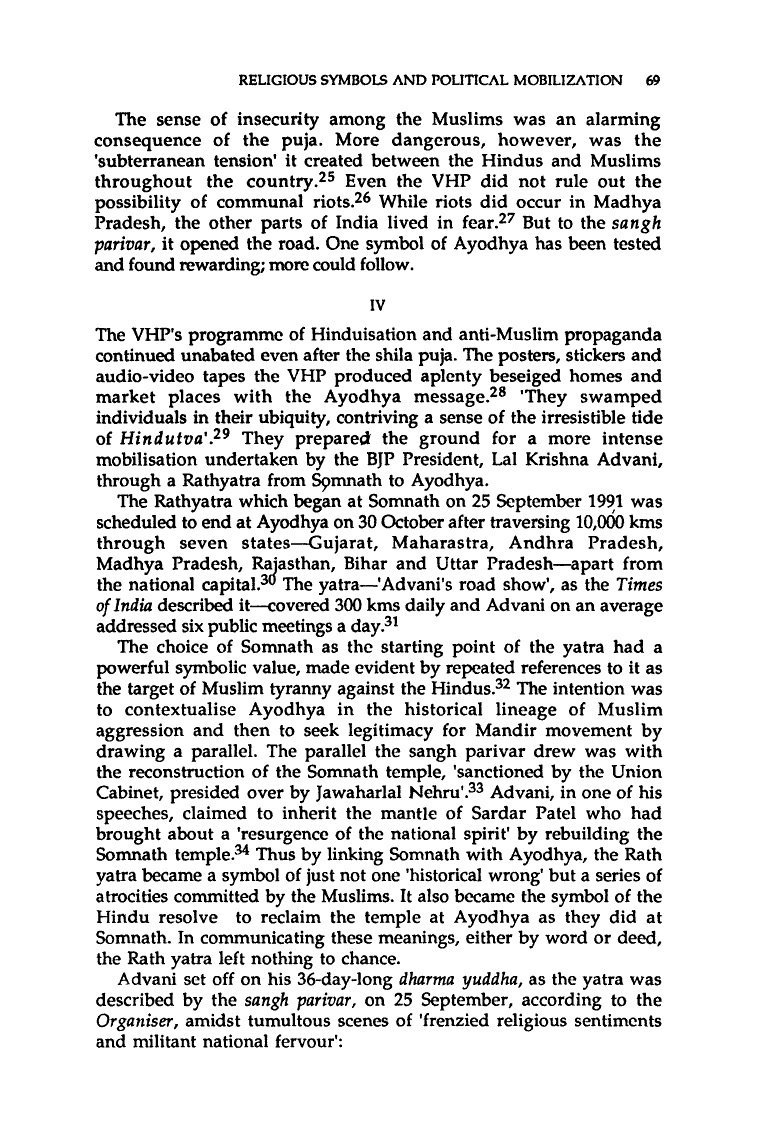 RELIGIOUS SYMBOLS AND POLITICAL MOBILIZATION 69
The sense of insecurity among the Muslims was an alarming
consequence of the puja. More dangerous, however, was the
'subterranean tension' it created between the Hindus and Muslims
throughout the country.25 Even the VHP did not rule out the
possibility of communal riots.26 While riots did occur in Madhya
Pradesh, the other parts of India lived in fear.27 But to the sangh
parivar, it opened the road. One symbol of Ayodhya has been tested
and found rewarding; more could follow.
IV
The VHP's programme of Hinduisation and anti-Muslim propaganda
continued unabated even after the shila puja. The posters, stickers and
audio-video tapes the VHP produced aplenty beseiged homes and
market places with the Ayodhya message.28 'They swamped
individuals in their ubiquity, contriving a sense of the irresistible tide
of Hindutva'.29 They prepared the ground for a more intense
mobilisation undertaken by the BJP President, Lal Krishna Advani,
through a Rathyatra from Somnath to Ayodhya.
The Rathyatra which began at Somnath on 25 September 1991 was
scheduled to end at Ayodhya on 30 October after traversing 10,000 kms
through seven states—Gujarat, Maharastra, Andhra Pradesh,
Madhya Pradesh, Rajasthan, Bihar and Uttar Pradesh—apart from
the national capital.30 The yatra—'Advani's road show', as the Times
of India described it—covered 300 kms daily and Advani on an average
addressed six public meetings a day.31
The choice of Somnath as the starting point of the yatra had a
powerful symbolic value, made evident by repeated references to it as
the target of Muslim tyranny against the Hindus.32 The intention was
to contextualise Ayodhya in the historical lineage of Muslim
aggression and then to seek legitimacy for Mandir movement by
drawing a parallel. The parallel the sangh parivar drew was with
the reconstruction of the Somnath temple, 'sanctioned by the Union
Cabinet, presided over by Jawaharlal Nehru'.33 Advani, in one of his
speeches, claimed to inherit the mantle of Sardar Patel who had
brought about a 'resurgence of the national spirit' by rebuilding the
Somnath temple.34 Thus by linking Somnath with Ayodhya, the Rath
yatra became a symbol of just not one 'historical wrong' but a series of
atrocities committed by the Muslims. It also became the symbol of the
Hindu resolve to reclaim the temple at Ayodhya as they did at
Somnath. In communicating these meanings, either by word or deed,
the Rath yatra left nothing to chance.
Advani set off on his 36-day-long dharma yuddha, as the yatra was
described by the sangh parivar, on 25 September, according to the
Organiser, amidst tumultous scenes of 'frenzied religious sentiments
and militant national fervour':